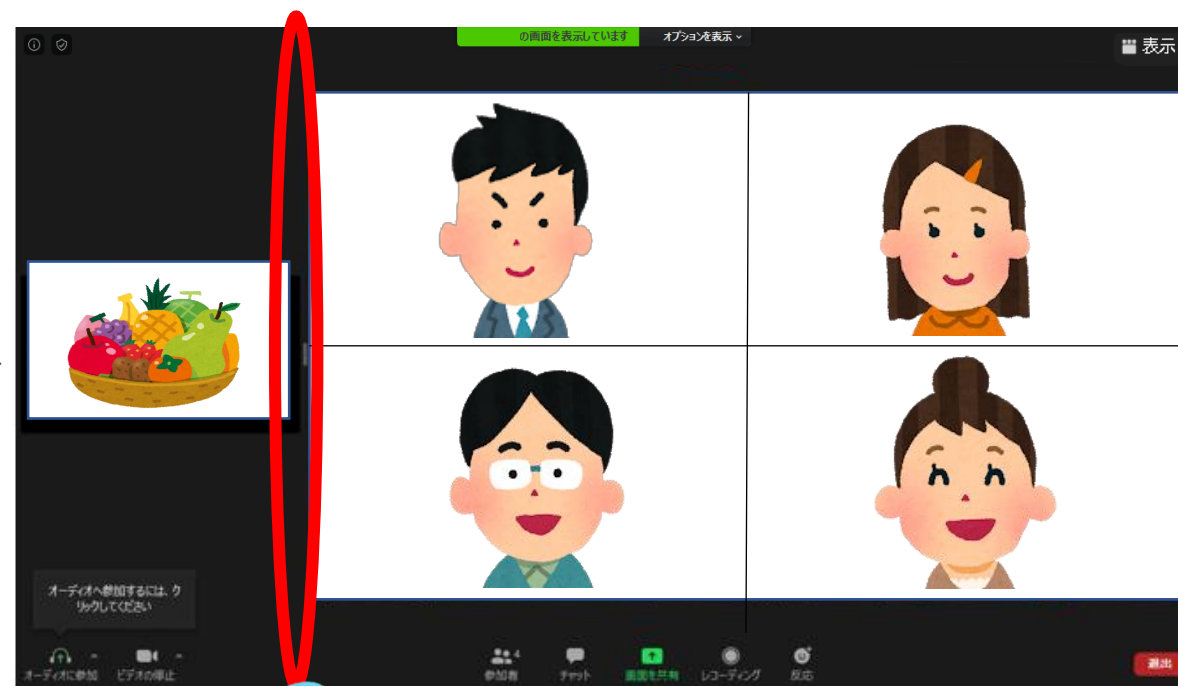 の画面を表示しています
オプションを表示
表示
オーディオへ参加するには、ク
リックしてください
オーディオに参加
ビデオの停止
4
参加者
チャット
画面を共有
レコーディング
反応
退出